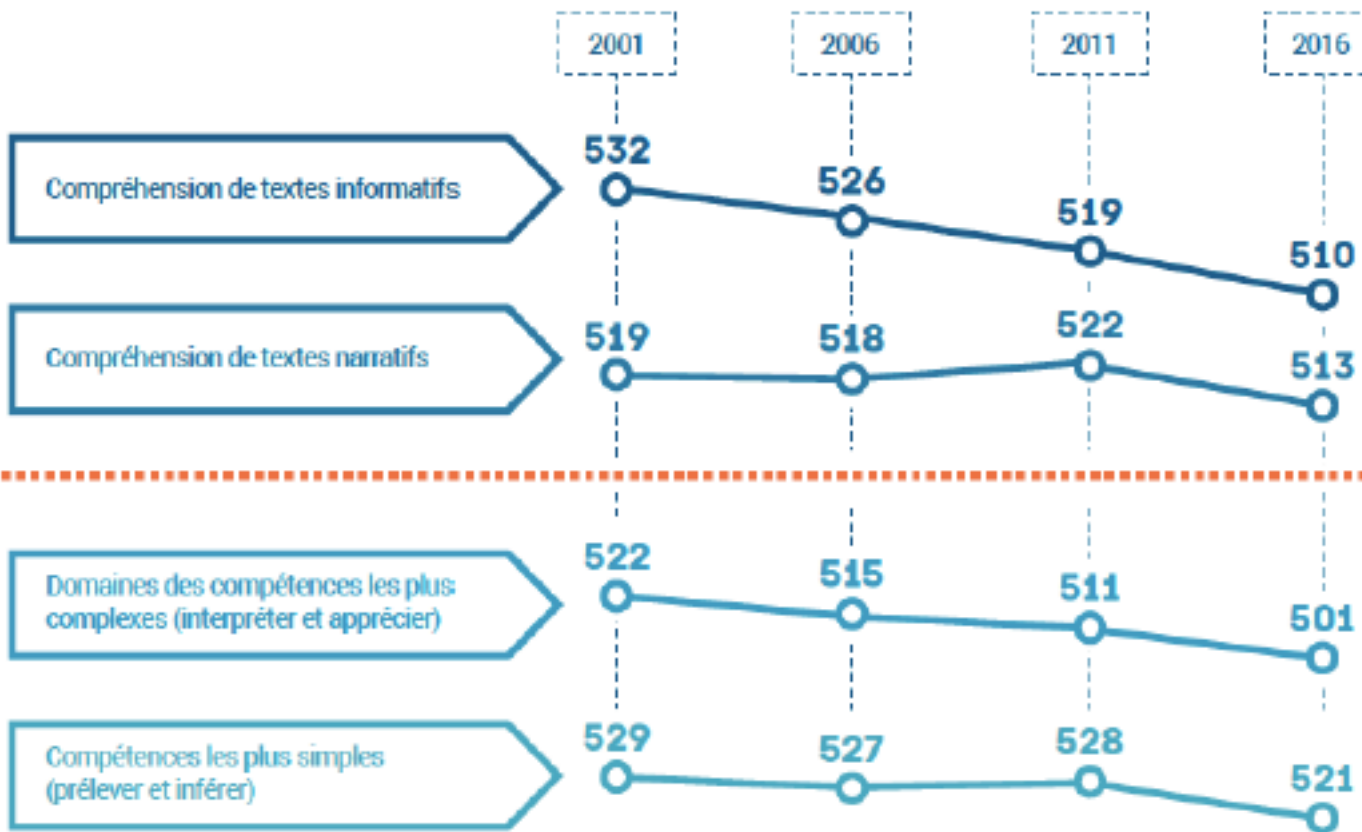 2001 2006 2011 2016
Compréhension de textes informatifs
532 526 519 510
Compréhension de textes narratifs
519 518 522 513
Domaines des compétences les plus
complexes (interpréter et apprécier)
522 515 511 501
Compétences les plus simples
(prélever et inférer)
529 527 528 521